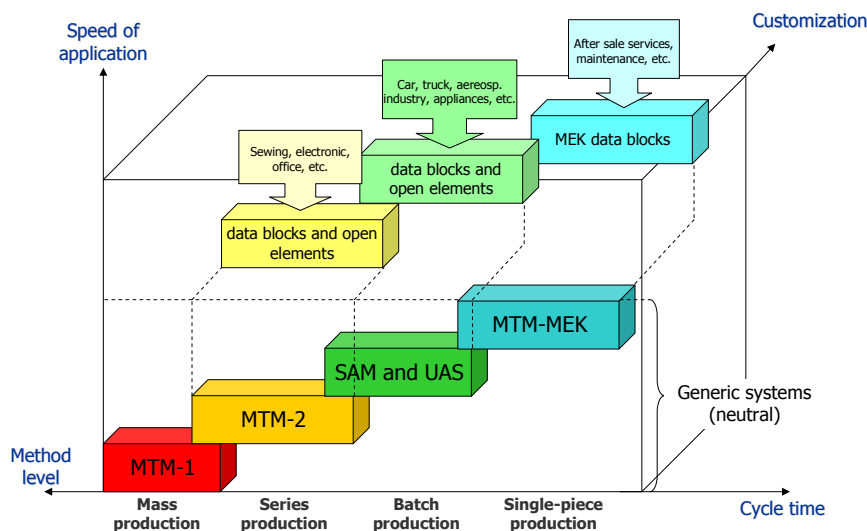 Speed of
application
Customization
After sale services,
maintenance, etc.
Car, truck, aereosp.
industry, appliances, etc.
Sewing, electronic,
office, etc.
MEK data blocks
data blocks and
open elements
data blocks and open
elements
MTM-MEK
SAM and UAS
MTM-2
MTM-1
Generic systems
(neutral)
Method
level
Mass
production
Series
production
Batch
production
Single-piece
production
Cycle time